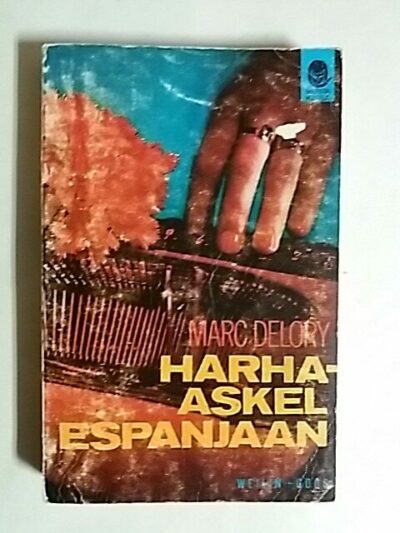 MARC DELORY
HARHA-
ASKEL
ESPANJAAN
WEILIN-GÖÖS